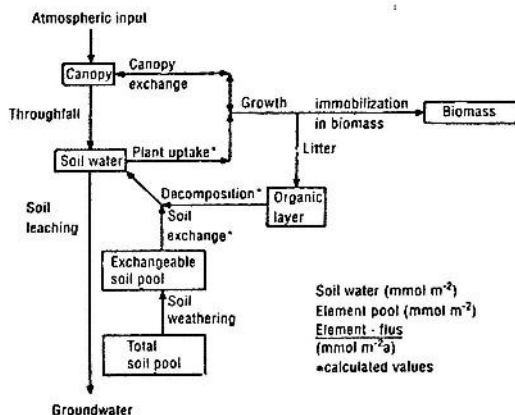 Atmospheric input
Canopy
Canopy
exchange
Throughfall
Growth
immobilization
in biomass
Biomass
Soil water
Plant uptake*
Litter
Decomposition*
Organic
layer
Soil
leaching
Soil
exchange*
Exchangeable
soil pool
Soil
weathering
Total
soil pool
Groundwater
Soil water (mmol m⁻²)
Element pool (mmol m⁻²)
Element - flus
(mmol m⁻²a)
*calculated values